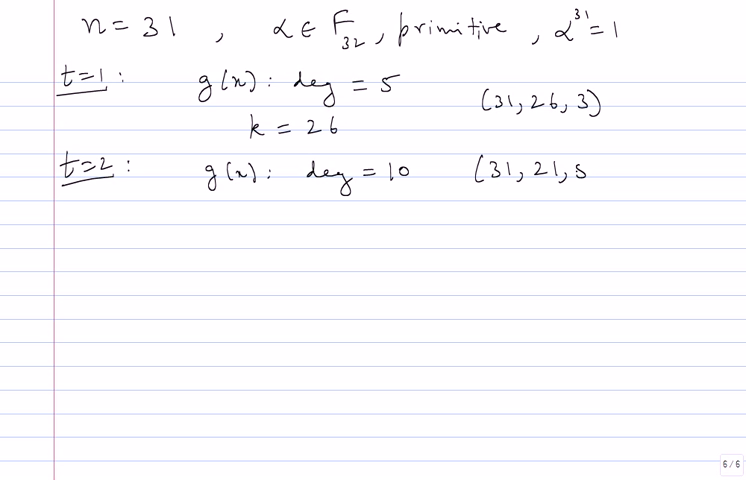 n = 31 , α ∈ F₃₂, primitive , α³¹ = 1
t=1 : g(x) : deg = 5 (31, 26, 3)
k = 26
t=2 : g(x) : deg = 10 (31, 21, 5
6 / 6